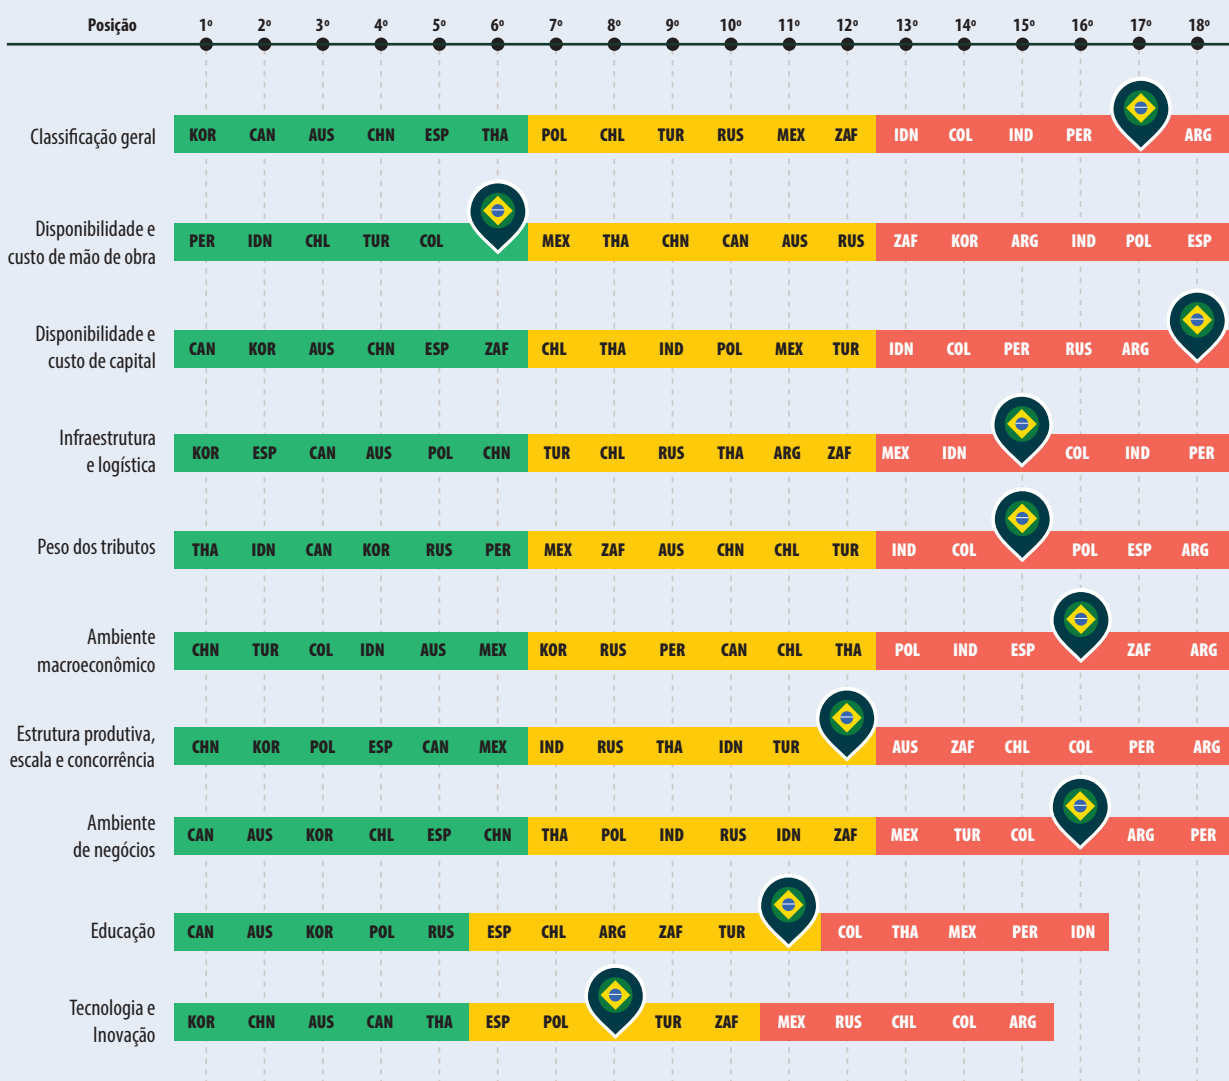 Posição 1º 2º 3º 4º 5º 6º 7º 8º 9º 10º 11º 12º 13º 14º 15º 16º 17º 18º
Classificação geral KOR CAN AUS CHN ESP THA POL CHL TUR RUS MEX ZAF IDN COL IND PER ARG
Disponibilidade e
custo de mão de obra PER IDN CHL TUR COL MEX THA CHN CAN AUS RUS ZAF KOR ARG IND POL ESP
Disponibilidade e
custo de capital CAN KOR AUS CHN ESP ZAF CHL THA IND POL MEX TUR IDN COL PER RUS ARG
Infraestrutura
e logística KOR ESP CAN AUS POL CHN TUR CHL RUS THA ARG ZAF MEX IDN COL IND PER
Peso dos tributos THA IDN CAN KOR RUS PER MEX ZAF AUS CHN CHL TUR IND COL POL ESP ARG
Ambiente
macroeconômico CHN TUR COL IDN AUS MEX KOR RUS PER CAN CHL THA POL IND ESP ZAF ARG
Estrutura produtiva,
escala e concorrência CHN KOR POL ESP CAN MEX IND RUS THA IDN TUR AUS ZAF CHL COL PER ARG
Ambiente
de negócios CAN AUS KOR CHL ESP CHN THA POL IND RUS IDN ZAF MEX TUR COL ARG PER
Educação CAN AUS KOR POL RUS ESP CHL ARG ZAF TUR COL THA MEX PER IDN
Tecnologia e
Inovação KOR CHN AUS CAN THA ESP POL TUR ZAF MEX RUS CHL COL ARG